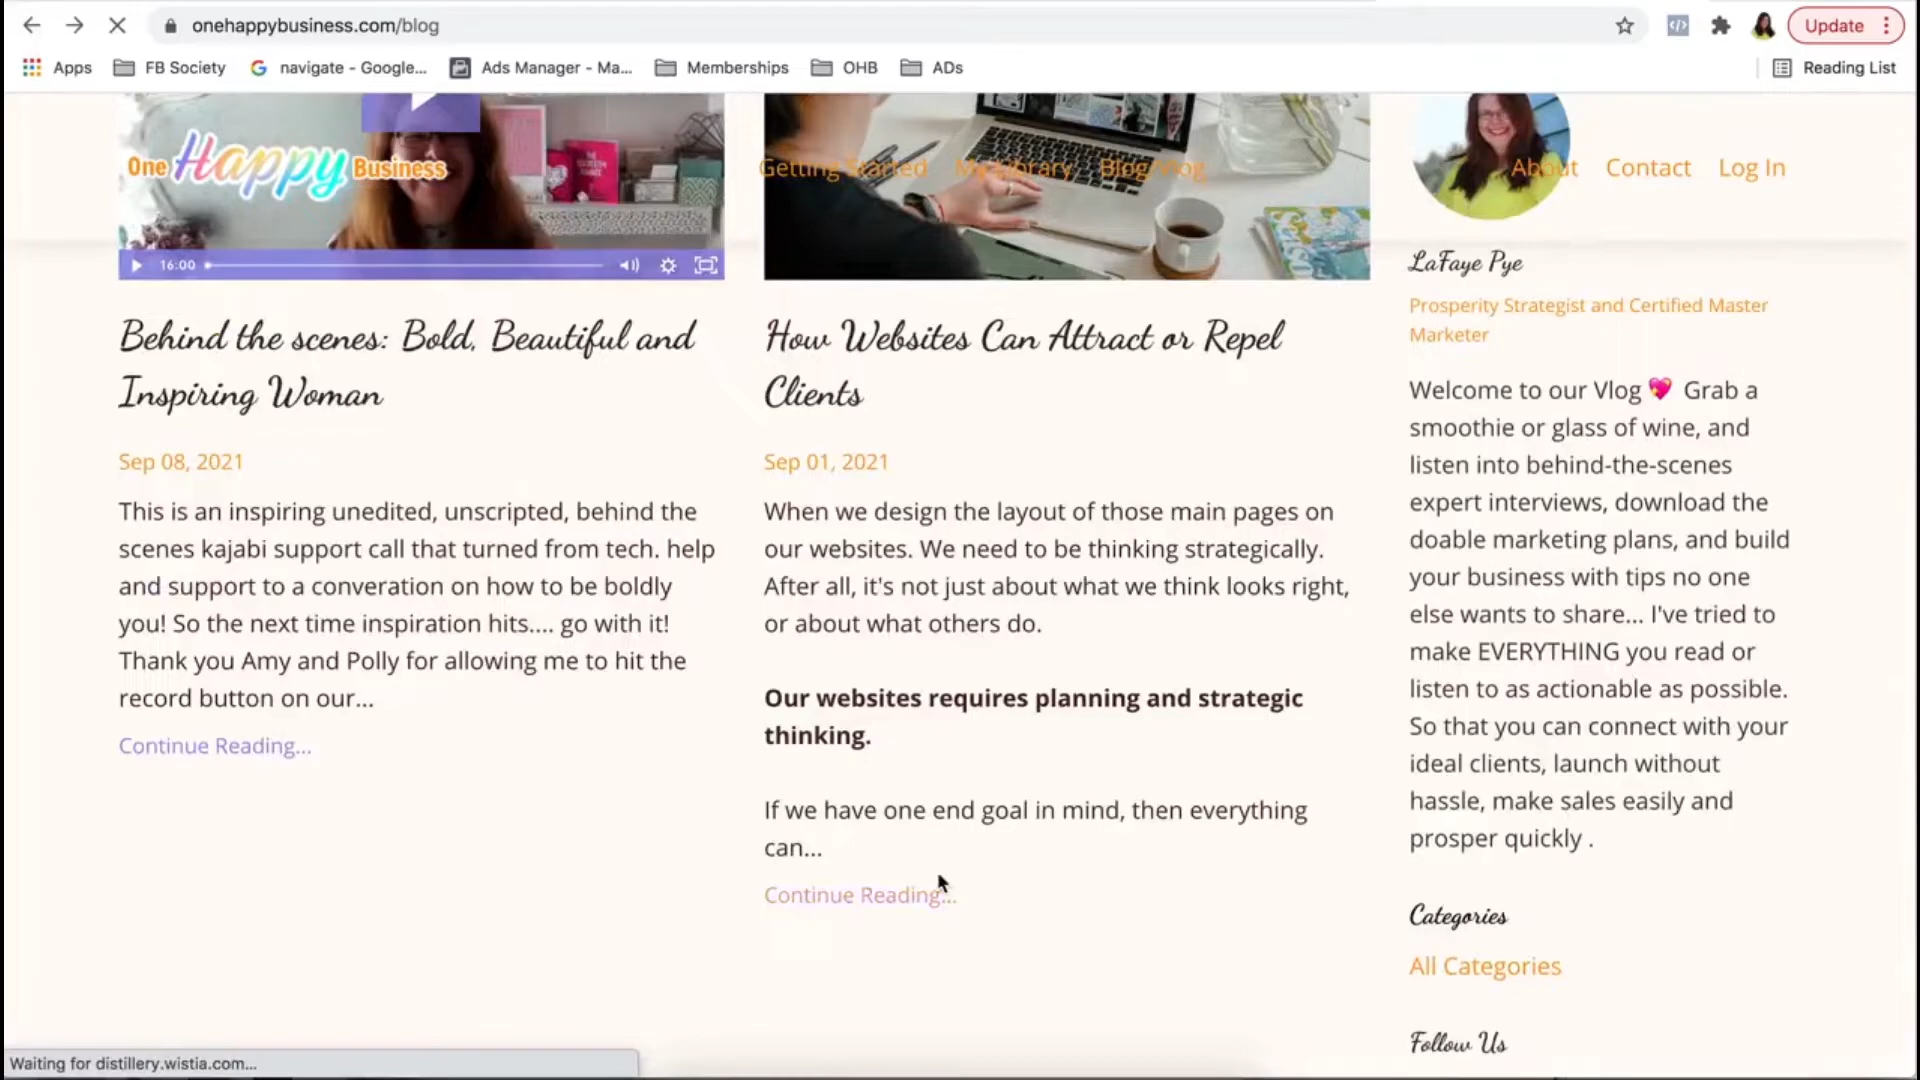 onehappybusiness.com/blog
Update
Apps FB Society navigate - Google... Ads Manager - Ma... Memberships OHB ADs Reading List
One Happy Business
Getting Started My Library Blog/Vlog About Contact Log In
16:00
Behind the scenes: Bold, Beautiful and
Inspiring Woman
Sep 08, 2021
This is an inspiring unedited, unscripted, behind the
scenes kajabi support call that turned from tech. help
and support to a converation on how to be boldly
you! So the next time inspiration hits.... go with it!
Thank you Amy and Polly for allowing me to hit the
record button on our...
Continue Reading...
How Websites Can Attract or Repel
Clients
Sep 01, 2021
When we design the layout of those main pages on
our websites. We need to be thinking strategically.
After all, it's not just about what we think looks right,
or about what others do.
Our websites requires planning and strategic
thinking.
If we have one end goal in mind, then everything
can...
Continue Reading...
LaFaye Pye
Prosperity Strategist and Certified Master
Marketer
Welcome to our Vlog 💖 Grab a
smoothie or glass of wine, and
listen into behind-the-scenes
expert interviews, download the
doable marketing plans, and build
your business with tips no one
else wants to share... I've tried to
make EVERYTHING you read or
listen to as actionable as possible.
So that you can connect with your
ideal clients, launch without
hassle, make sales easily and
prosper quickly .
Categories
All Categories
Follow Us
Waiting for distillery.wistia.com...